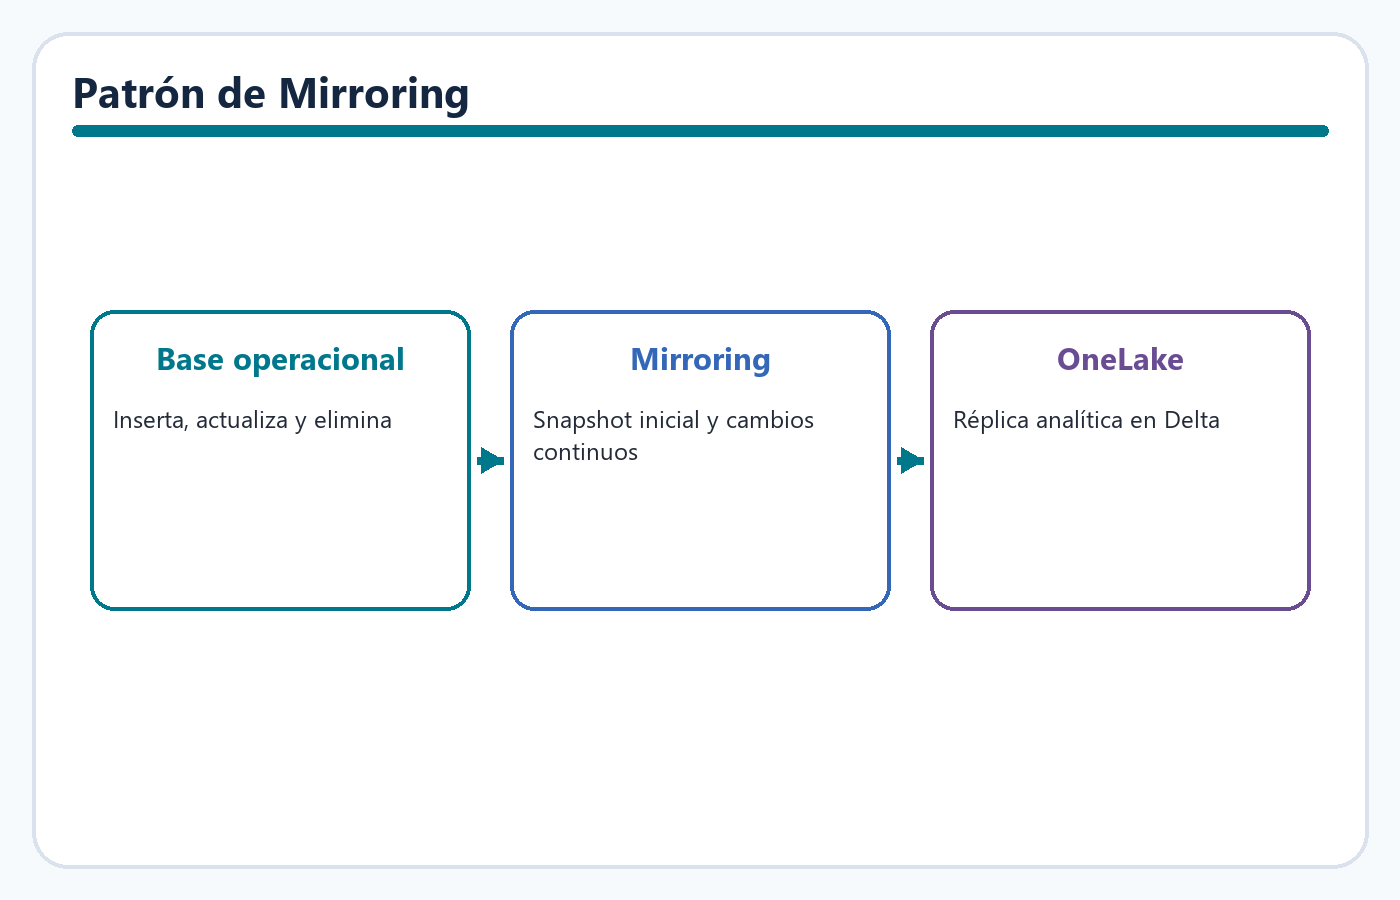 Patrón de Mirroring
Base operacional
Inserta, actualiza y elimina
Mirroring
Snapshot inicial y cambios
continuos
OneLake
Réplica analítica en Delta